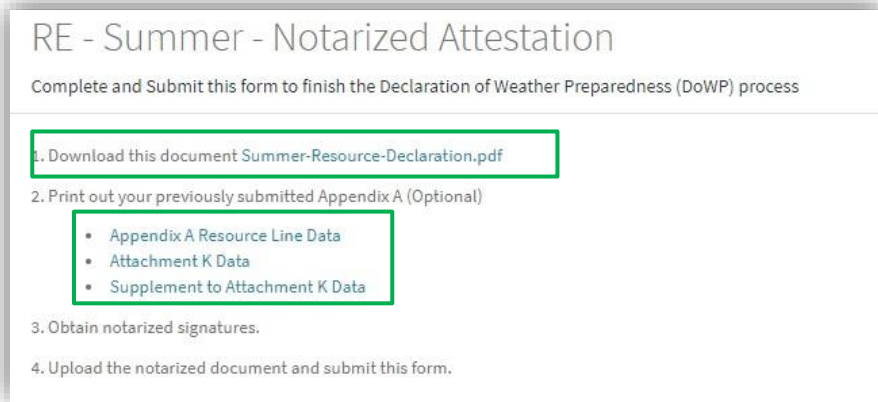 RE - Summer - Notarized Attestation
Complete and Submit this form to finish the Declaration of Weather Preparedness (DoWP) process
1. Download this document Summer-Resource-Declaration.pdf
2. Print out your previously submitted Appendix A (Optional)
• Appendix A Resource Line Data
• Attachment K Data
• Supplement to Attachment K Data
3. Obtain notarized signatures.
4. Upload the notarized document and submit this form.